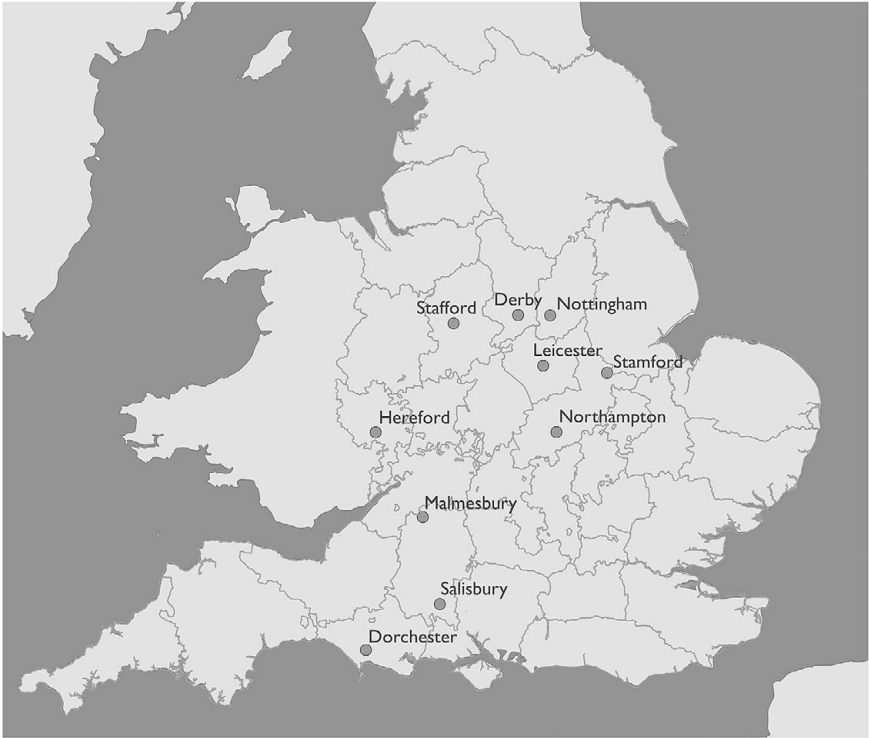 Derby
Nottingham
Stafford
Leicester
Stamford
Hereford
Northampton
Malmesbury
Salisbury
Dorchester